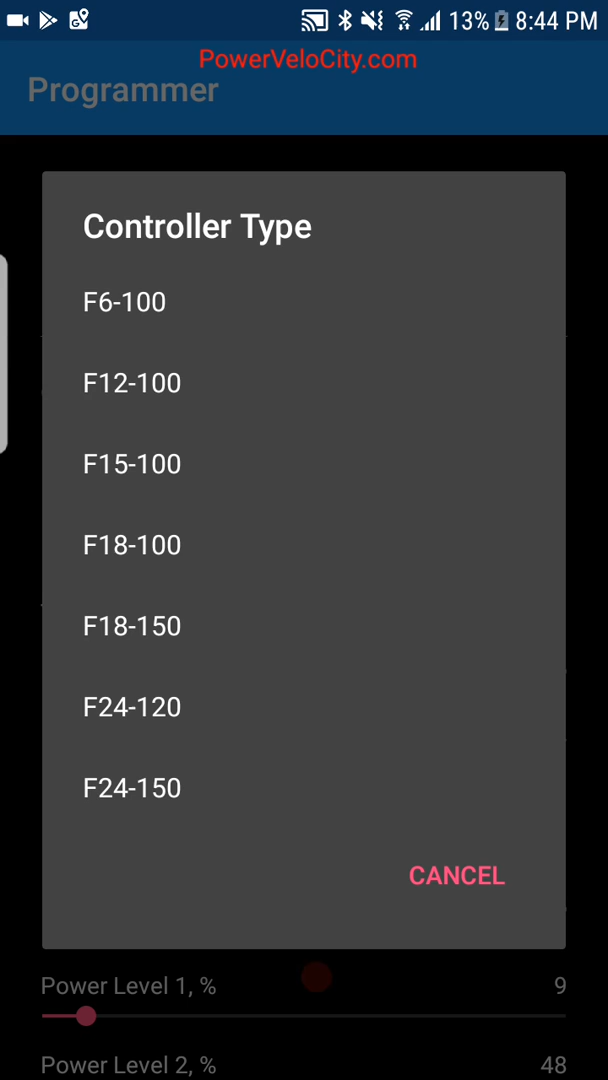 13% 8:44 PM
PowerVeloCity.com
Programmer
Controller Type
F6-100
F12-100
F15-100
F18-100
F18-150
F24-120
F24-150
CANCEL
Power Level 1, % 9
Power Level 2, % 48